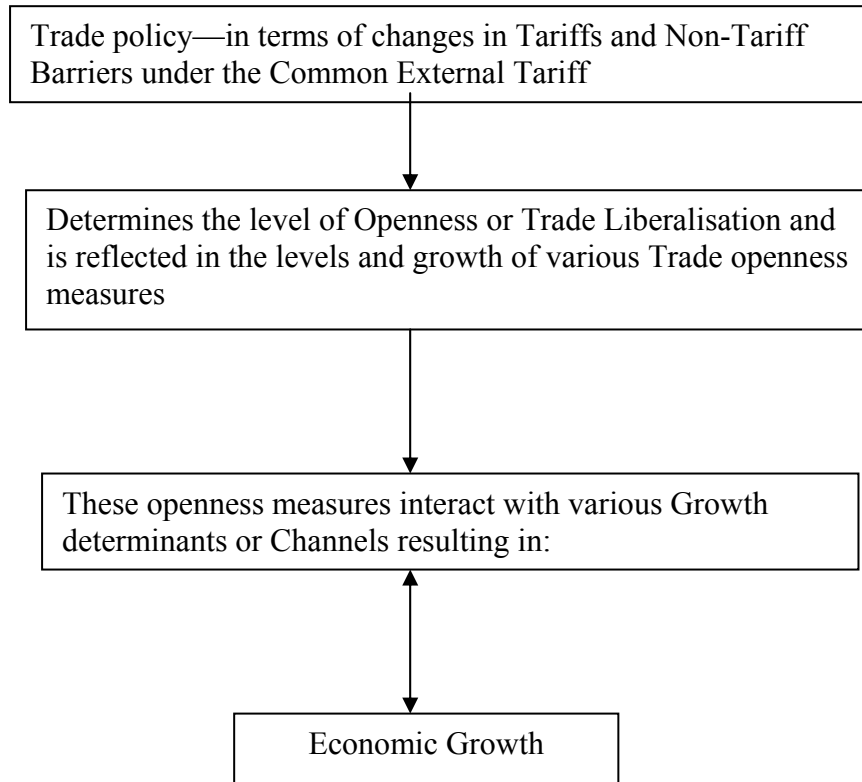 Trade policy—in terms of changes in Tariffs and Non-Tariff
Barriers under the Common External Tariff
Determines the level of Openness or Trade Liberalisation and
is reflected in the levels and growth of various Trade openness
measures
These openness measures interact with various Growth
determinants or Channels resulting in:
Economic Growth